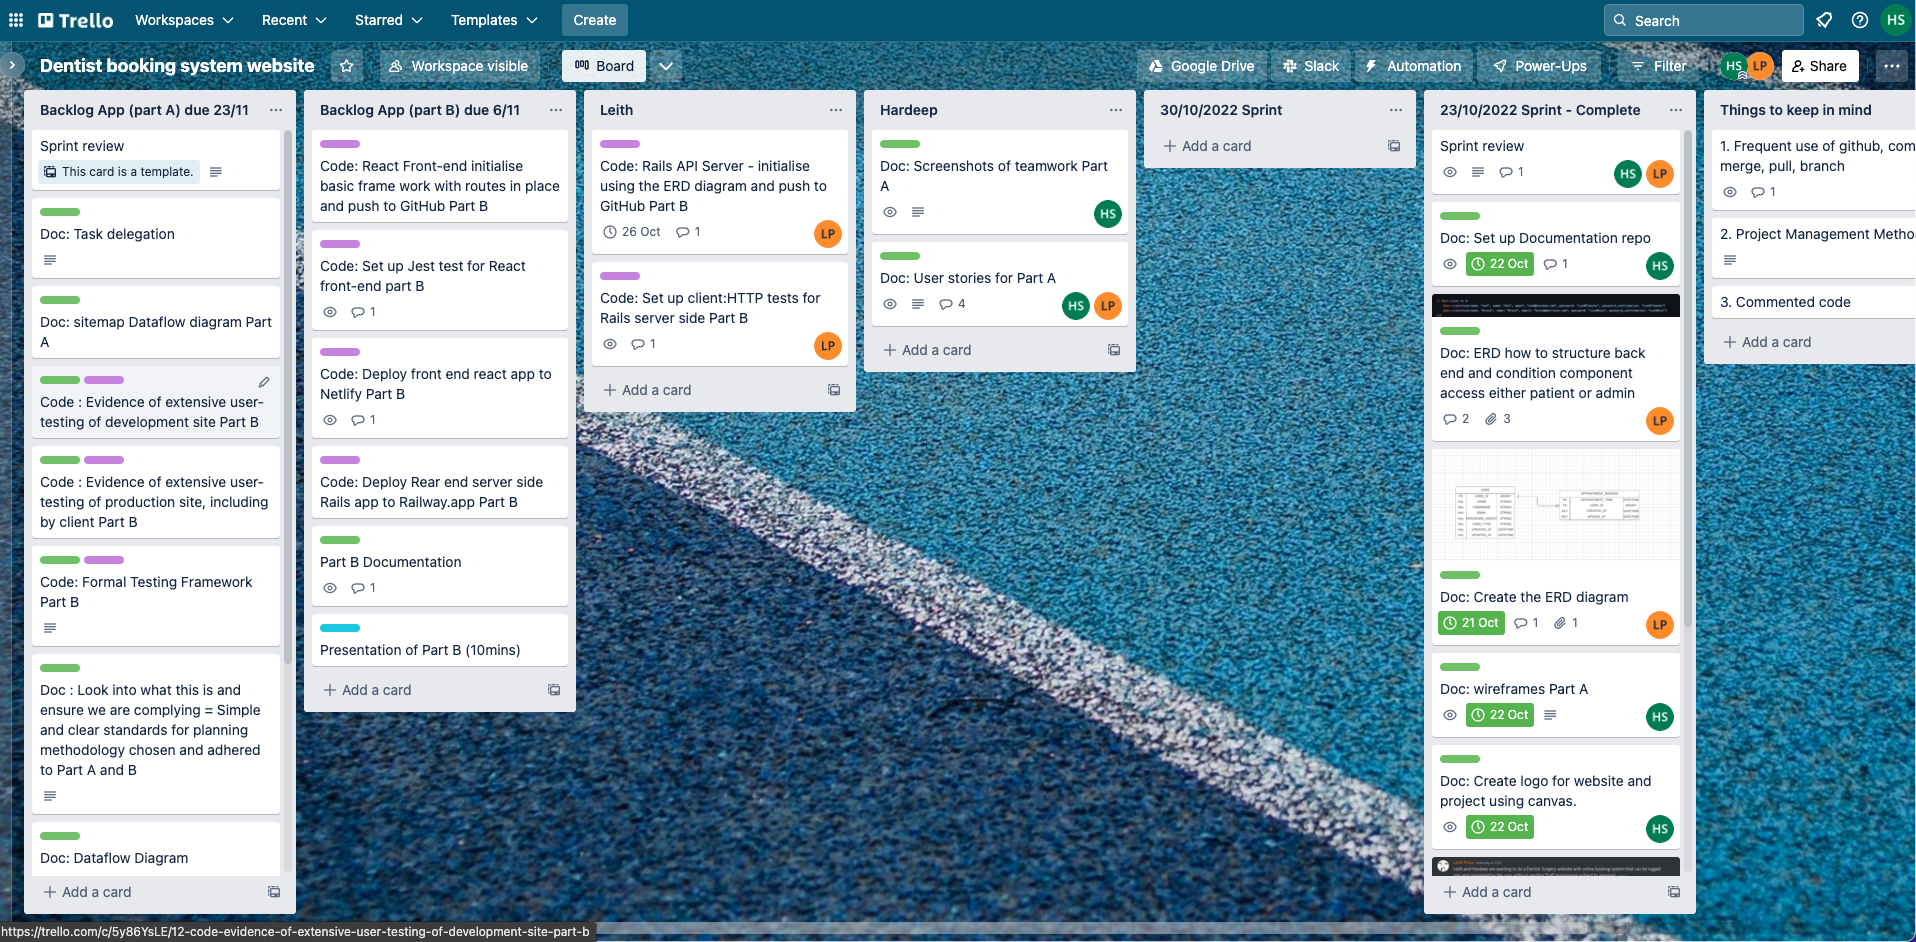 Trello
Workspaces
Recent
Starred
Templates
Create
Search
HS
Dentist booking system website
Workspace visible
Board
Google Drive
Slack
Automation
Power-Ups
Filter
HS
LP
Share
Backlog App (part A) due 23/11
Sprint review
This card is a template.
Doc: Task delegation
Doc: sitemap Dataflow diagram Part
A
Code : Evidence of extensive user-
testing of development site Part B
Code : Evidence of extensive user-
testing of production site, including
by client Part B
Code: Formal Testing Framework
Part B
Doc : Look into what this is and
ensure we are complying = Simple
and clear standards for planning
methodology chosen and adhered
to Part A and B
Doc: Dataflow Diagram
Add a card
Backlog App (part B) due 6/11
Code: React Front-end initialise
basic frame work with routes in place
and push to GitHub Part B
Code: Set up Jest test for React
front-end part B
1
Code: Deploy front end react app to
Netlify Part B
1
Code: Deploy Rear end server side
Rails app to Railway.app Part B
Part B Documentation
1
Presentation of Part B (10mins)
Add a card
Leith
Code: Rails API Server - initialise
using the ERD diagram and push to
GitHub Part B
26 Oct 1
LP
Code: Set up client:HTTP tests for
Rails server side Part B
1
LP
Add a card
Hardeep
Doc: Screenshots of teamwork Part
A
HS
Doc: User stories for Part A
4
HS LP
Add a card
30/10/2022 Sprint
Add a card
23/10/2022 Sprint - Complete
Sprint review
1
HS LP
Doc: Set up Documentation repo
22 Oct 1
HS
Doc: ERD how to structure back
end and condition component
access either patient or admin
2 3
LP
Doc: Create the ERD diagram
21 Oct 1 1
LP
Doc: wireframes Part A
22 Oct
HS
Doc: Create logo for website and
project using canvas.
22 Oct
HS
Add a card
Things to keep in mind
1. Frequent use of github, com
merge, pull, branch
1
2. Project Management Metho
3. Commented code
Add a card
https://trello.com/c/5y86YsLE/12-code-evidence-of-extensive-user-testing-of-development-site-part-b